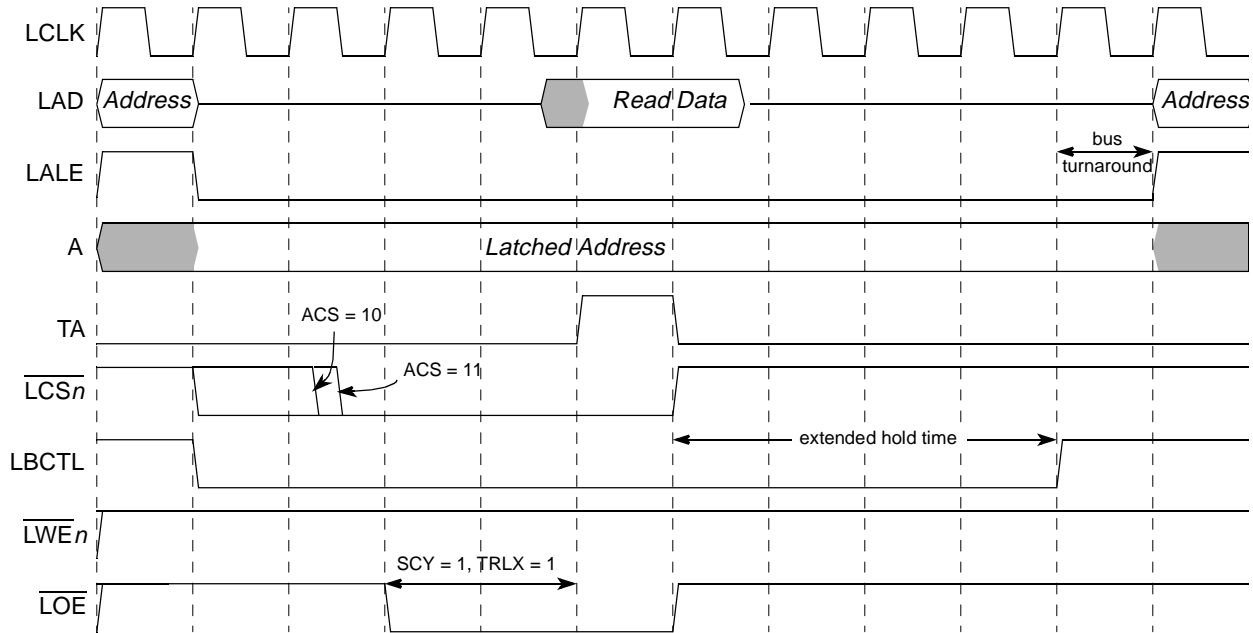 LCLK
LAD
Address
Read Data
Address
LALE
bus
turnaround
A
Latched Address
TA
ACS = 10
LCSn
ACS = 11
LBCTL
extended hold time
LWEn
SCY = 1, TRLX = 1
LOE